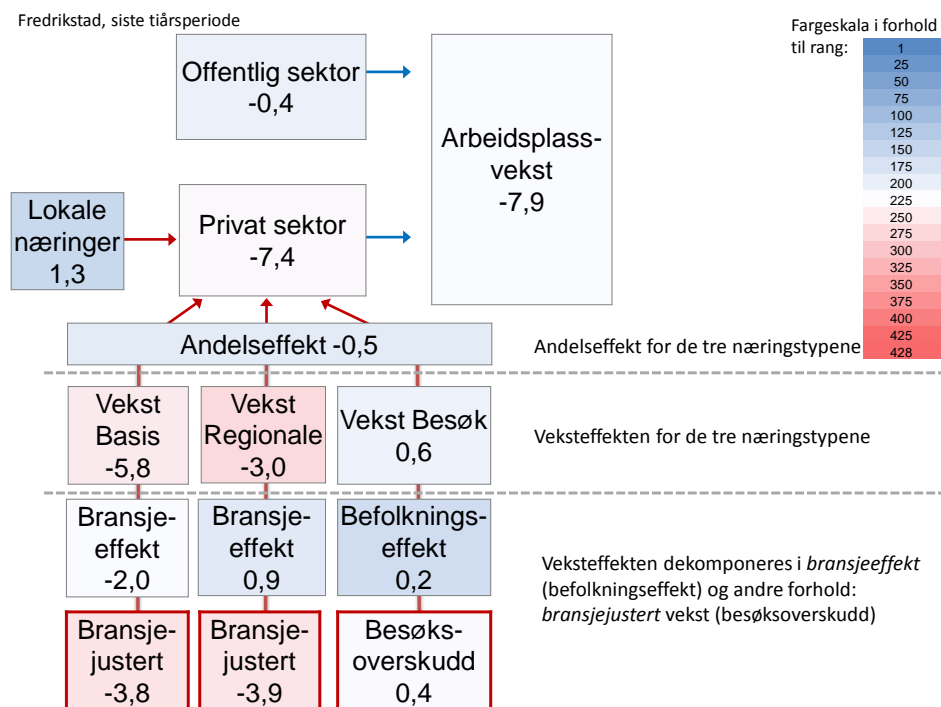 Fredrikstad, siste tiårsperiode
Fargeskala i forhold
til rang:
1
25
50
75
100
125
150
175
200
225
250
275
300
325
350
375
400
425
428
Offentlig sektor
-0,4
Arbeidsplass-
vekst
-7,9
Lokale
næringer
1,3
Privat sektor
-7,4
Andelseffekt -0,5
Andelseffekt for de tre næringstypene
Vekst
Basis
-5,8
Vekst
Regionale
-3,0
Vekst Besøk
0,6
Veksteffekten for de tre næringstypene
Bransje-
effekt
-2,0
Bransje-
effekt
0,9
Befolknings-
effekt
0,2
Veksteffekten dekomponeres i bransjeeffekt
(befolkningseffekt) og andre forhold:
bransjejustert vekst (besøksoverskudd)
Bransje-
justert
-3,8
Bransje-
justert
-3,9
Besøks-
overskudd
0,4